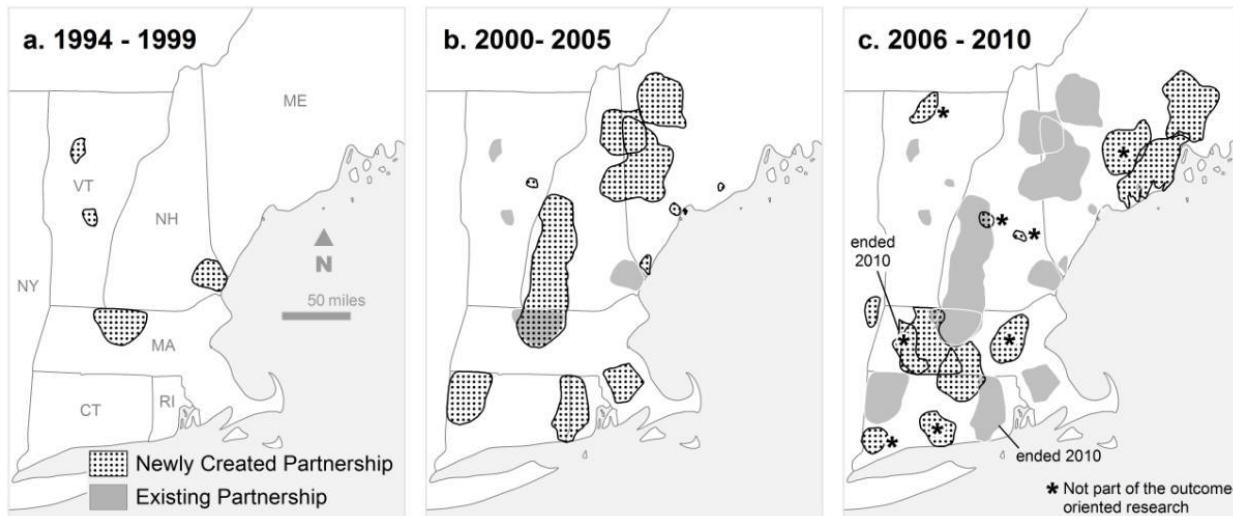 a. 1994 - 1999
ME
VT
NH
NY
N
50 miles
MA
CT
RI
Newly Created Partnership
Existing Partnership
b. 2000- 2005
c. 2006 - 2010
*
*
*
*
ended
2010
*
*
*
*
ended 2010
* Not part of the outcome
oriented research